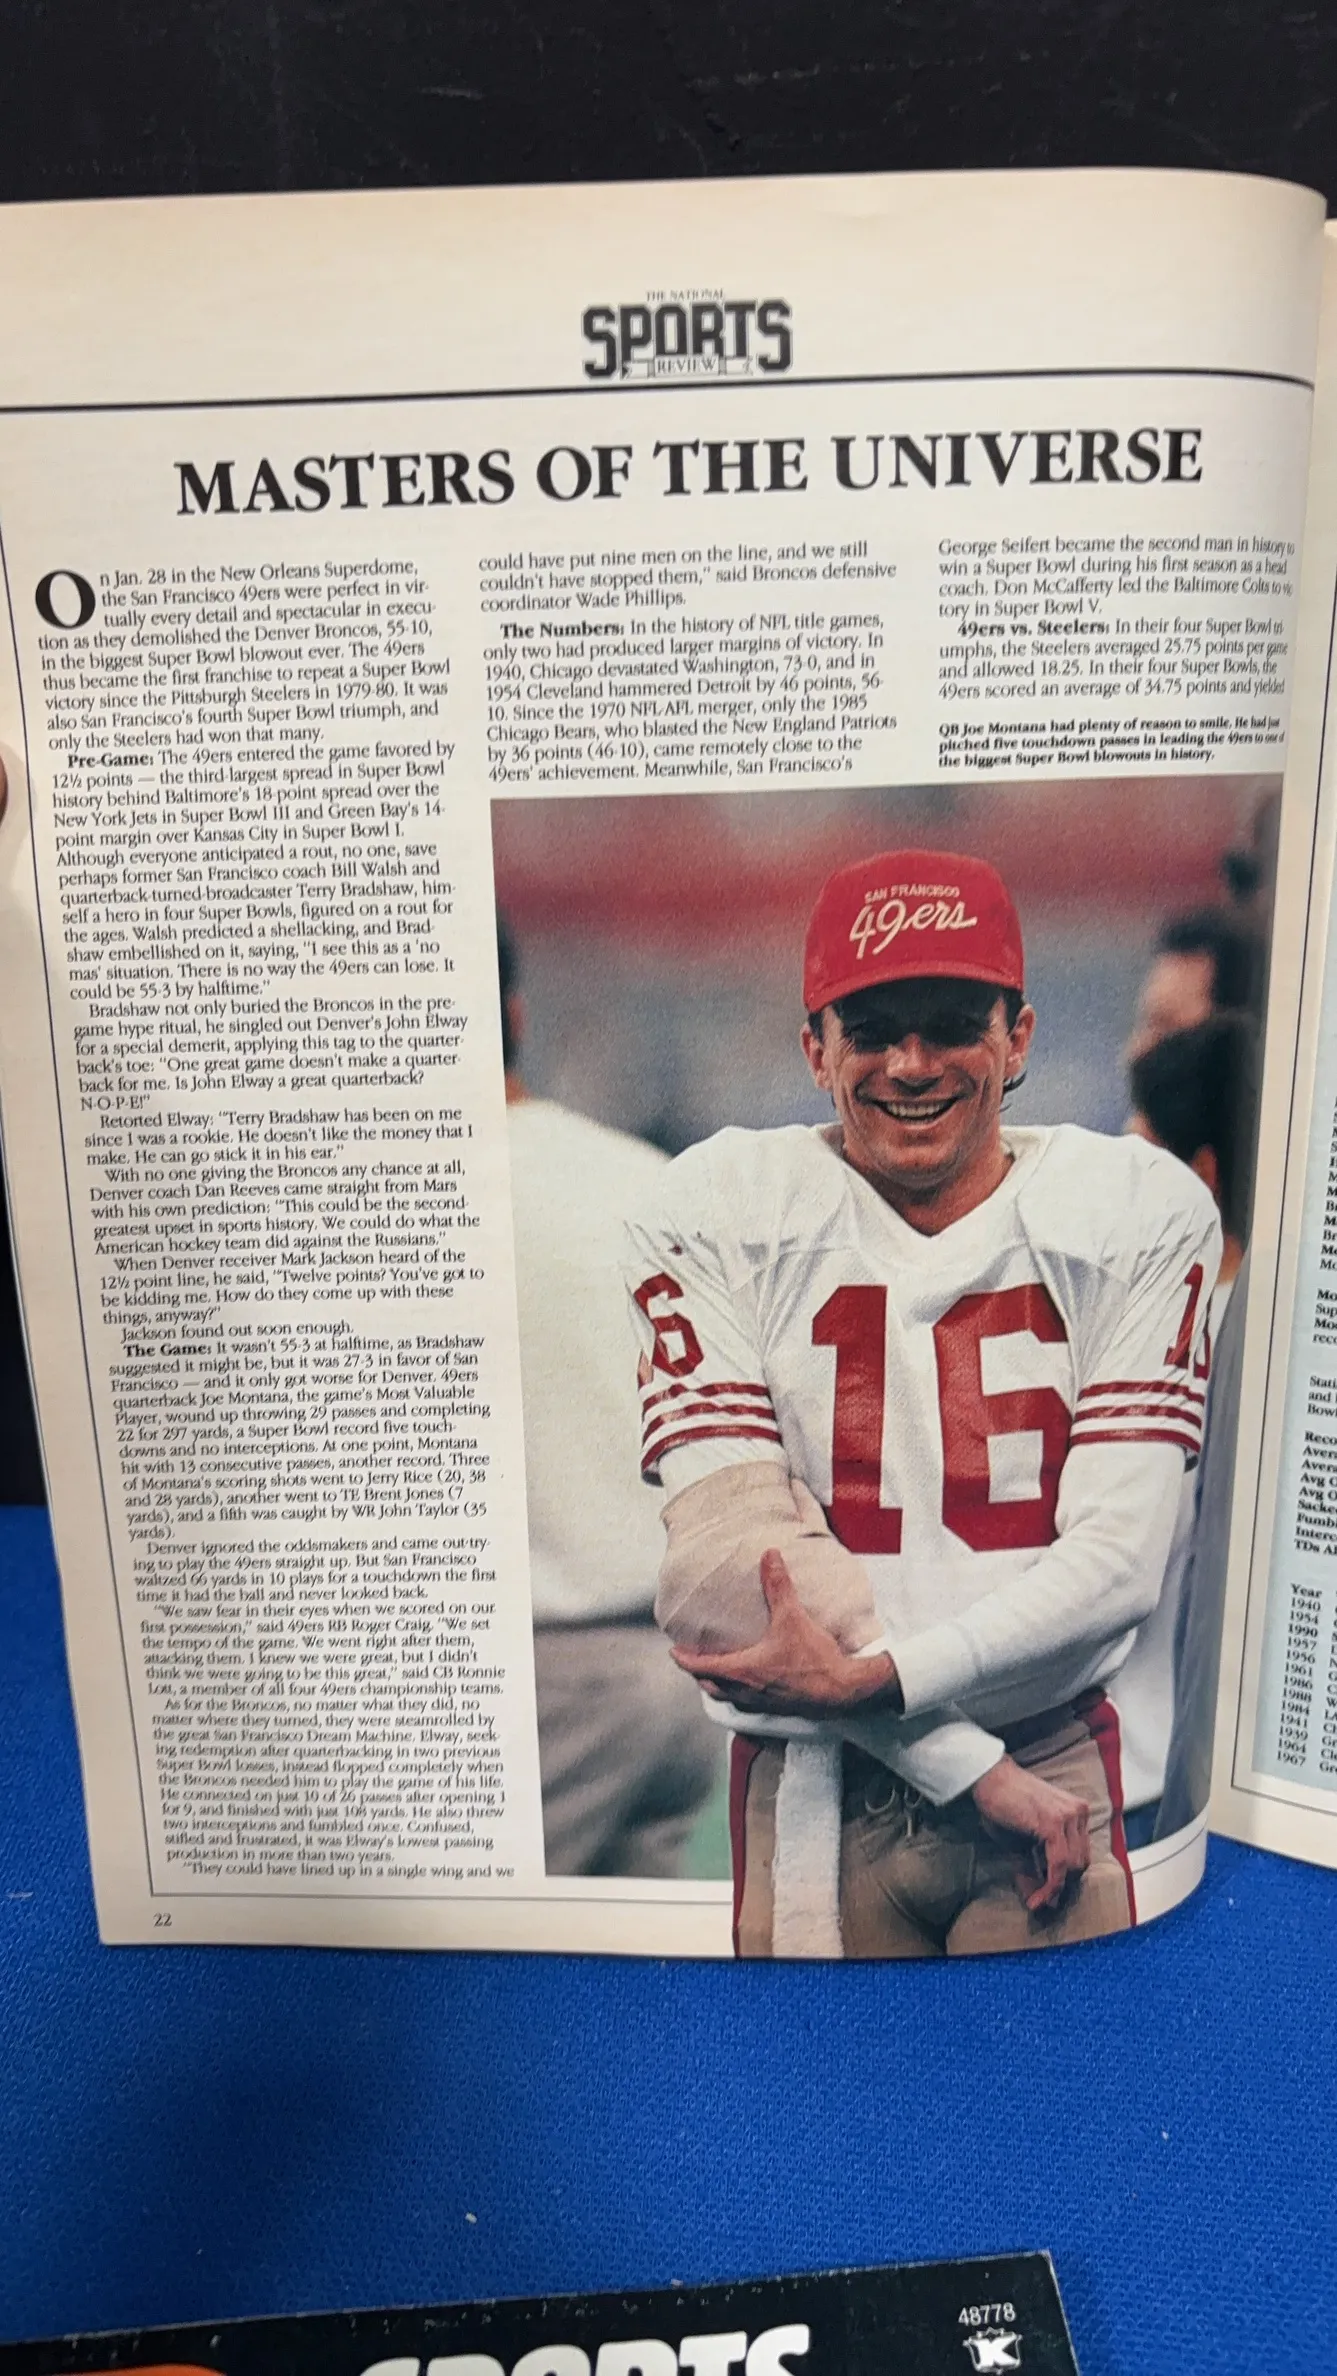 THE NATIONAL
SPORTS
REVIEW
MASTERS OF THE UNIVERSE
On Jan. 28 in the New Orleans Superdome,
the San Francisco 49ers were perfect in vir-
tually every detail and spectacular in execu-
tion as they demolished the Denver Broncos, 55-10,
in the biggest Super Bowl blowout ever. The 49ers
thus became the first franchise to repeat a Super Bowl
victory since the Pittsburgh Steelers in 1979-80. It was
also San Francisco's fourth Super Bowl triumph, and
only the Steelers had won that many.
Pre-Game: The 49ers entered the game favored by
12½ points — the third-largest spread in Super Bowl
history behind Baltimore's 18-point spread over the
New York Jets in Super Bowl III and Green Bay's 14-
point margin over Kansas City in Super Bowl I.
Although everyone anticipated a rout, no one, save
perhaps former San Francisco coach Bill Walsh and
quarterback-turned-broadcaster Terry Bradshaw, him-
self a hero in four Super Bowls, figured on a rout for
the ages. Walsh predicted a shellacking, and Brad-
shaw embellished on it, saying, "I see this as a 'no
mas' situation. There is no way the 49ers can lose. It
could be 55-3 by halftime."
Bradshaw not only buried the Broncos in the pre-
game hype ritual, he singled out Denver's John Elway
for a special demerit, applying this tag to the quarter-
back's toe: "One great game doesn't make a quarter-
back for me. Is John Elway a great quarterback?
N-O-P-E!"
Retorted Elway: "Terry Bradshaw has been on me
since I was a rookie. He doesn't like the money that I
make. He can go stick it in his ear."
With no one giving the Broncos any chance at all,
Denver coach Dan Reeves came straight from Mars
with his own prediction: "This could be the second-
greatest upset in sports history. We could do what the
American hockey team did against the Russians."
When Denver receiver Mark Jackson heard of the
12½ point line, he said, "Twelve points? You've got to
be kidding me. How do they come up with these
things, anyway?"
Jackson found out soon enough.
The Game: It wasn't 55-3 at halftime, as Bradshaw
suggested it might be, but it was 27-3 in favor of San
Francisco — and it only got worse for Denver. 49ers
quarterback Joe Montana, the game's Most Valuable
Player, wound up throwing 29 passes and completing
22 for 297 yards, a Super Bowl record five touch-
downs and no interceptions. At one point, Montana
hit with 13 consecutive passes, another record. Three
of Montana's scoring shots went to Jerry Rice (20, 38
and 28 yards), another went to TE Brent Jones (7
yards), and a fifth was caught by WR John Taylor (35
yards).
Denver ignored the oddsmakers and came out try-
ing to play the 49ers straight up. But San Francisco
waltzed 66 yards in 10 plays for a touchdown the first
time it had the ball and never looked back.
"We saw fear in their eyes when we scored on our
first possession," said 49ers RB Roger Craig. "We set
the tempo of the game. We went right after them,
attacking them. I knew we were great, but I didn't
think we were going to be this great," said CB Ronnie
Lott, a member of all four 49ers championship teams.
As for the Broncos, no matter what they did, no
matter where they turned, they were steamrolled by
the great San Francisco Dream Machine. Elway, seek-
ing redemption after quarterbacking in two previous
Super Bowl losses, instead flopped completely when
the Broncos needed him to play the game of his life.
He connected on just 10 of 26 passes after opening 1
for 9, and finished with just 108 yards. He also threw
two interceptions and fumbled once. Confused,
stifled and frustrated, it was Elway's lowest passing
production in more than two years.
"They could have lined up in a single wing and we
could have put nine men on the line, and we still
couldn't have stopped them," said Broncos defensive
coordinator Wade Phillips.
The Numbers: In the history of NFL title games,
only two had produced larger margins of victory. In
1940, Chicago devastated Washington, 73-0, and in
1954 Cleveland hammered Detroit by 46 points, 56-
10. Since the 1970 NFL-AFL merger, only the 1985
Chicago Bears, who blasted the New England Patriots
by 36 points (46-10), came remotely close to the
49ers' achievement. Meanwhile, San Francisco's
George Seifert became the second man in history to
win a Super Bowl during his first season as a head
coach. Don McCafferty led the Baltimore Colts to vic-
tory in Super Bowl V.
49ers vs. Steelers: In their four Super Bowl tri-
umphs, the Steelers averaged 25.75 points per game
and allowed 18.25. In their four Super Bowls, the
49ers scored an average of 34.75 points and yielded
QB Joe Montana had plenty of reason to smile. He had just
pitched five touchdown passes in leading the 49ers to one of
the biggest Super Bowl blowouts in history.
SAN FRANCISCO
49ers
16
16
22
Year
1940
1954
1990
1957
1956
1961
1986
1988
1984
1941
1939
1964
1967
SPORTS
48778
K